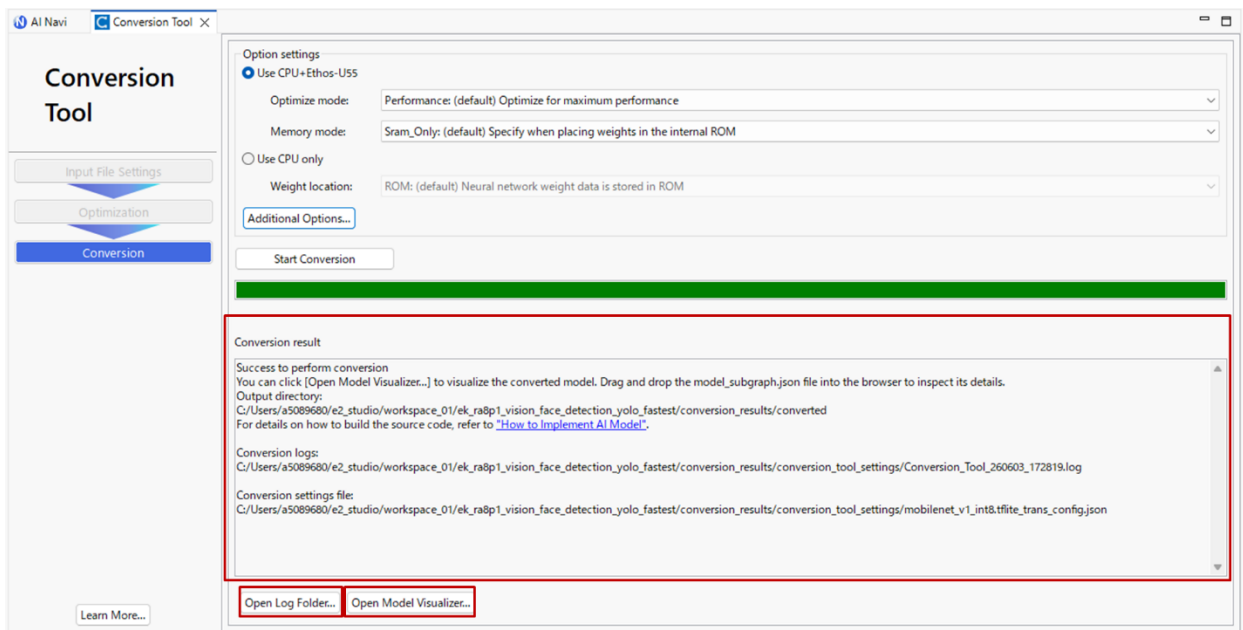 AI Navi
Conversion Tool
Conversion
Tool
Input File Settings
Optimization
Conversion
Learn More...
Option settings
Use CPU+Ethos-U55
Optimize mode: Performance: (default) Optimize for maximum performance
Memory mode: Sram_Only: (default) Specify when placing weights in the internal ROM
Use CPU only
Weight location: ROM: (default) Neural network weight data is stored in ROM
Additional Options...
Start Conversion
Conversion result
Success to perform conversion
You can click [Open Model Visualizer...] to visualize the converted model. Drag and drop the model_subgraph.json file into the browser to inspect its details.
Output directory:
C:/Users/a5089680/e2_studio/workspace_01/ek_ra8p1_vision_face_detection_yolo_fastest/conversion_results/converted
For details on how to build the source code, refer to "How to Implement AI Model".
Conversion logs:
C:/Users/a5089680/e2_studio/workspace_01/ek_ra8p1_vision_face_detection_yolo_fastest/conversion_results/conversion_tool_settings/Conversion_Tool_260603_172819.log
Conversion settings file:
C:/Users/a5089680/e2_studio/workspace_01/ek_ra8p1_vision_face_detection_yolo_fastest/conversion_results/conversion_tool_settings/mobilenet_v1_int8.tflite_trans_config.json
Open Log Folder... Open Model Visualizer...